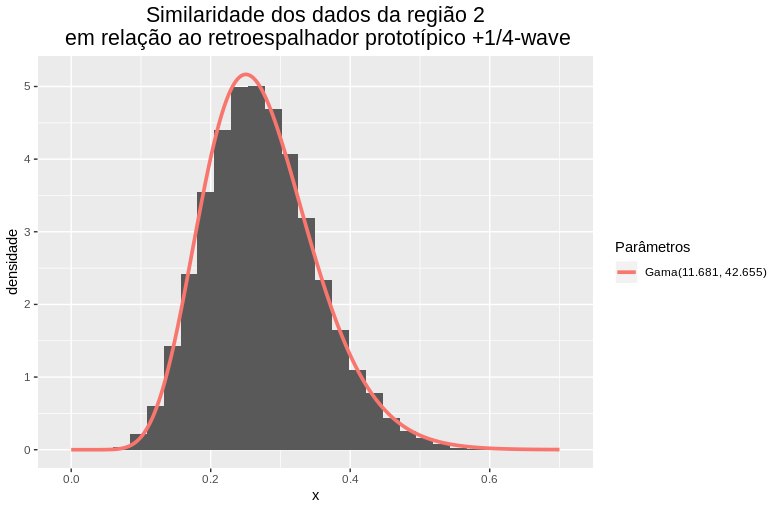 Similaridade dos dados da região 2
em relação ao retroespalhador prototípico +1/4-wave
5
4
3
2
1
0
densidade
0.0
0.2
0.4
0.6
x
Parâmetros
Gama(11.681, 42.655)